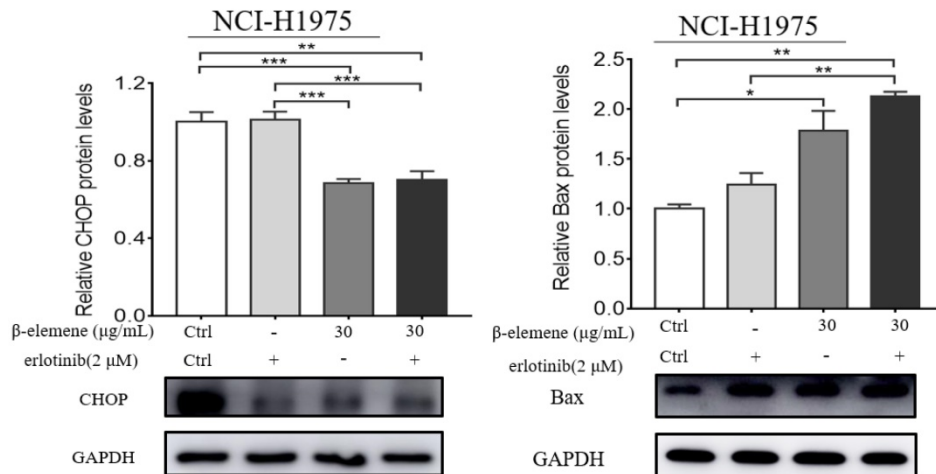 NCI-H1975
**
***
***
***
Relative CHOP protein levels
1.2
0.8
0.4
0.0
β-elemene (μg/mL) Ctrl - 30 30
erlotinib(2 μM) Ctrl + - +
CHOP
GAPDH
NCI-H1975
**
**
*
Relative Bax protein levels
2.5
2.0
1.5
1.0
0.5
0.0
β-elemene (μg/mL) Ctrl - 30 30
erlotinib(2 μM) Ctrl + - +
Bax
GAPDH